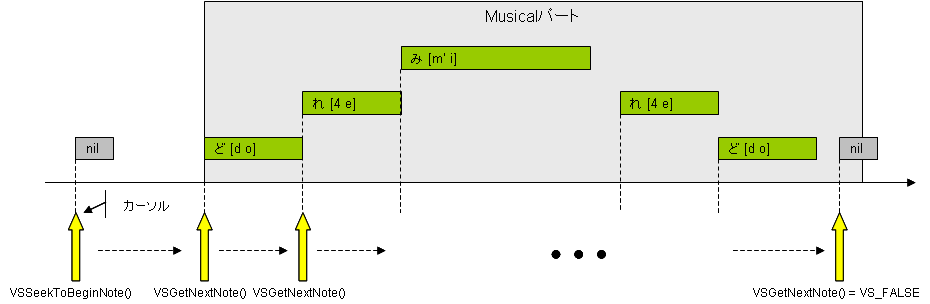 Musicalパート
み [m' i]
れ [4 e]
れ [4 e]
nil
ど [d o]
ど [d o]
nil
カーソル
VSSeekToBeginNote()
VSGetNextNote()
VSGetNextNote()
VSGetNextNote() = VS_FALSE